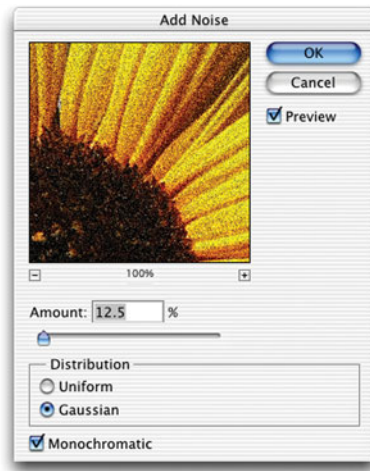 Add Noise
OK
Cancel
Preview
100%
Amount: 12.5 %
Distribution
Uniform
Gaussian
Monochromatic